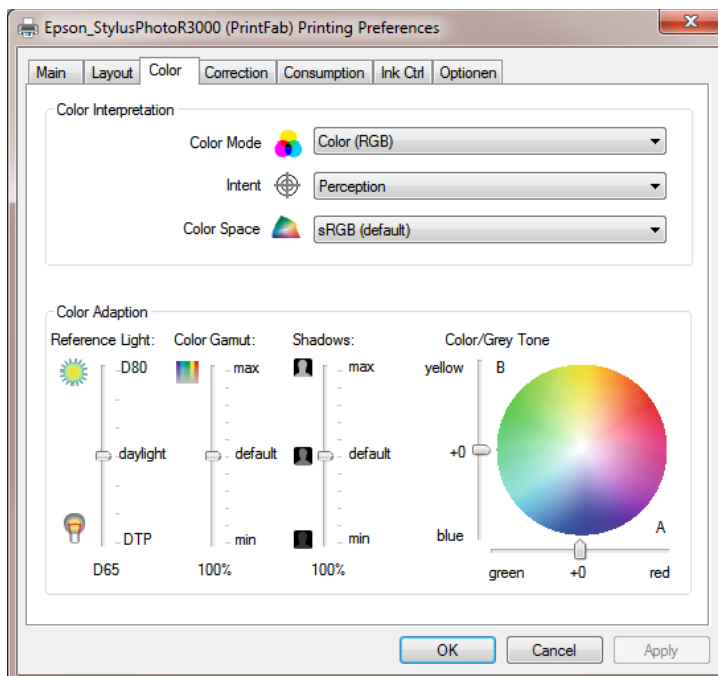 Epson_StylusPhotoR3000 (PrintFab) Printing Preferences
Main Layout Color Correction Consumption Ink Ctrl Optionen
Color Interpretation
Color Mode Color (RGB)
Intent Perception
Color Space sRGB (default)
Color Adaption
Reference Light: Color Gamut: Shadows: Color/Grey Tone
D80 max max yellow B
daylight default default +0
DTP min min blue A
D65 100% 100% green +0 red
OK Cancel Apply